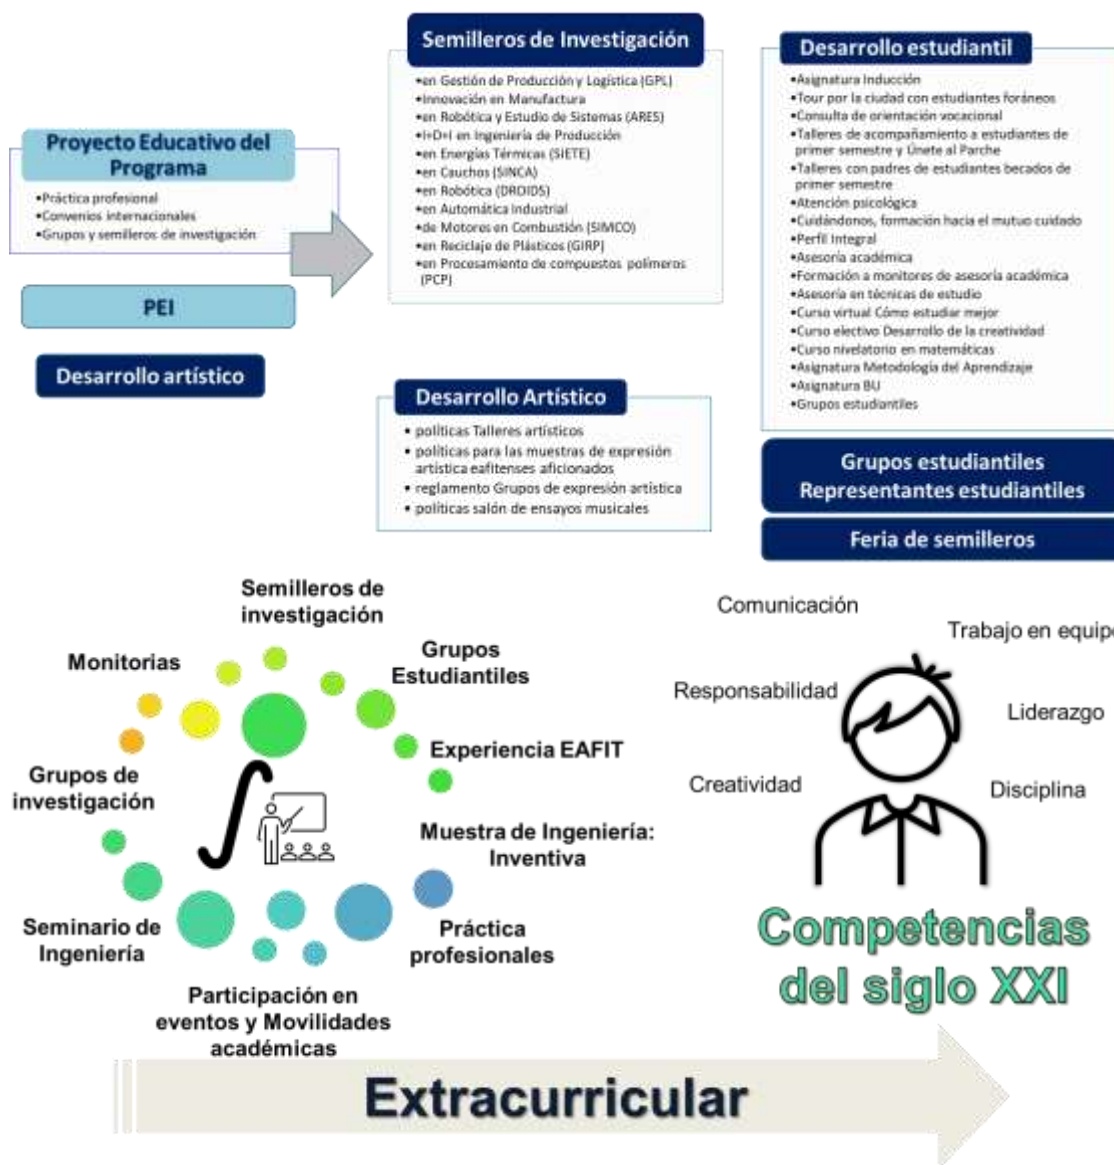 Proyecto Educativo del
Programa
•Práctica profesional
•Convenios internacionales
•Grupos y semilleros de investigación
PEI
Desarrollo artístico
Semilleros de Investigación
•en Gestión de Producción y Logística (GPL)
•Innovación en Manufactura
•en Robótica y Estudio de Sistemas (ARES)
•I+D+I en Ingeniería de Producción
•en Energías Térmicas (SIETE)
•en Cauchos (SINCA)
•en Robótica (DROIDS)
•en Automática Industrial
•de Motores en Combustión (SIMCO)
•en Reciclaje de Plásticos (GIRP)
•en Procesamiento de compuestos polímeros
(PCP)
Desarrollo Artístico
• políticas Talleres artísticos
• políticas para las muestras de expresión
artística eafitenses aficionados
• reglamento Grupos de expresión artística
• políticas salón de ensayos musicales
Desarrollo estudiantil
•Asignatura Inducción
•Tour por la ciudad con estudiantes foráneos
•Consulta de orientación vocacional
•Talleres de acompañamiento a estudiantes de
primer semestre y Únete al Parche
•Talleres con padres de estudiantes becados de
primer semestre
•Atención psicológica
•Cuidándonos, formación hacia el mutuo cuidado
•Perfil Integral
•Asesoría académica
•Formación a monitores de asesoría académica
•Asesoría en técnicas de estudio
•Curso virtual Cómo estudiar mejor
•Curso electivo Desarrollo de la creatividad
•Curso nivelatorio en matemáticas
•Asignatura Metodología del Aprendizaje
•Asignatura BU
•Grupos estudiantiles
Grupos estudiantiles
Representantes estudiantiles
Feria de semilleros
Semilleros de
investigación
Monitorias
Grupos
Estudiantiles
Experiencia EAFIT
Grupos de
investigación
Muestra de Ingeniería:
Inventiva
Seminario de
Ingeniería
Práctica
profesionales
Participación en
eventos y Movilidades
académicas
Comunicación
Trabajo en equipo
Responsabilidad
Liderazgo
Creatividad
Disciplina
Competencias
del siglo XXI
Extracurricular